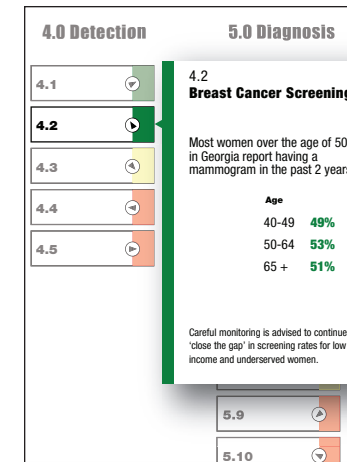 4.0 Detection
5.0 Diagnosis
4.1
4.2
4.3
4.4
4.5
4.2
Breast Cancer Screening
Most women over the age of 50
in Georgia report having a
mammogram in the past 2 years
Age
40-49 49%
50-64 53%
65 + 51%
Careful monitoring is advised to continue
‘close the gap’ in screening rates for low
income and underserved women.
5.9
5.10